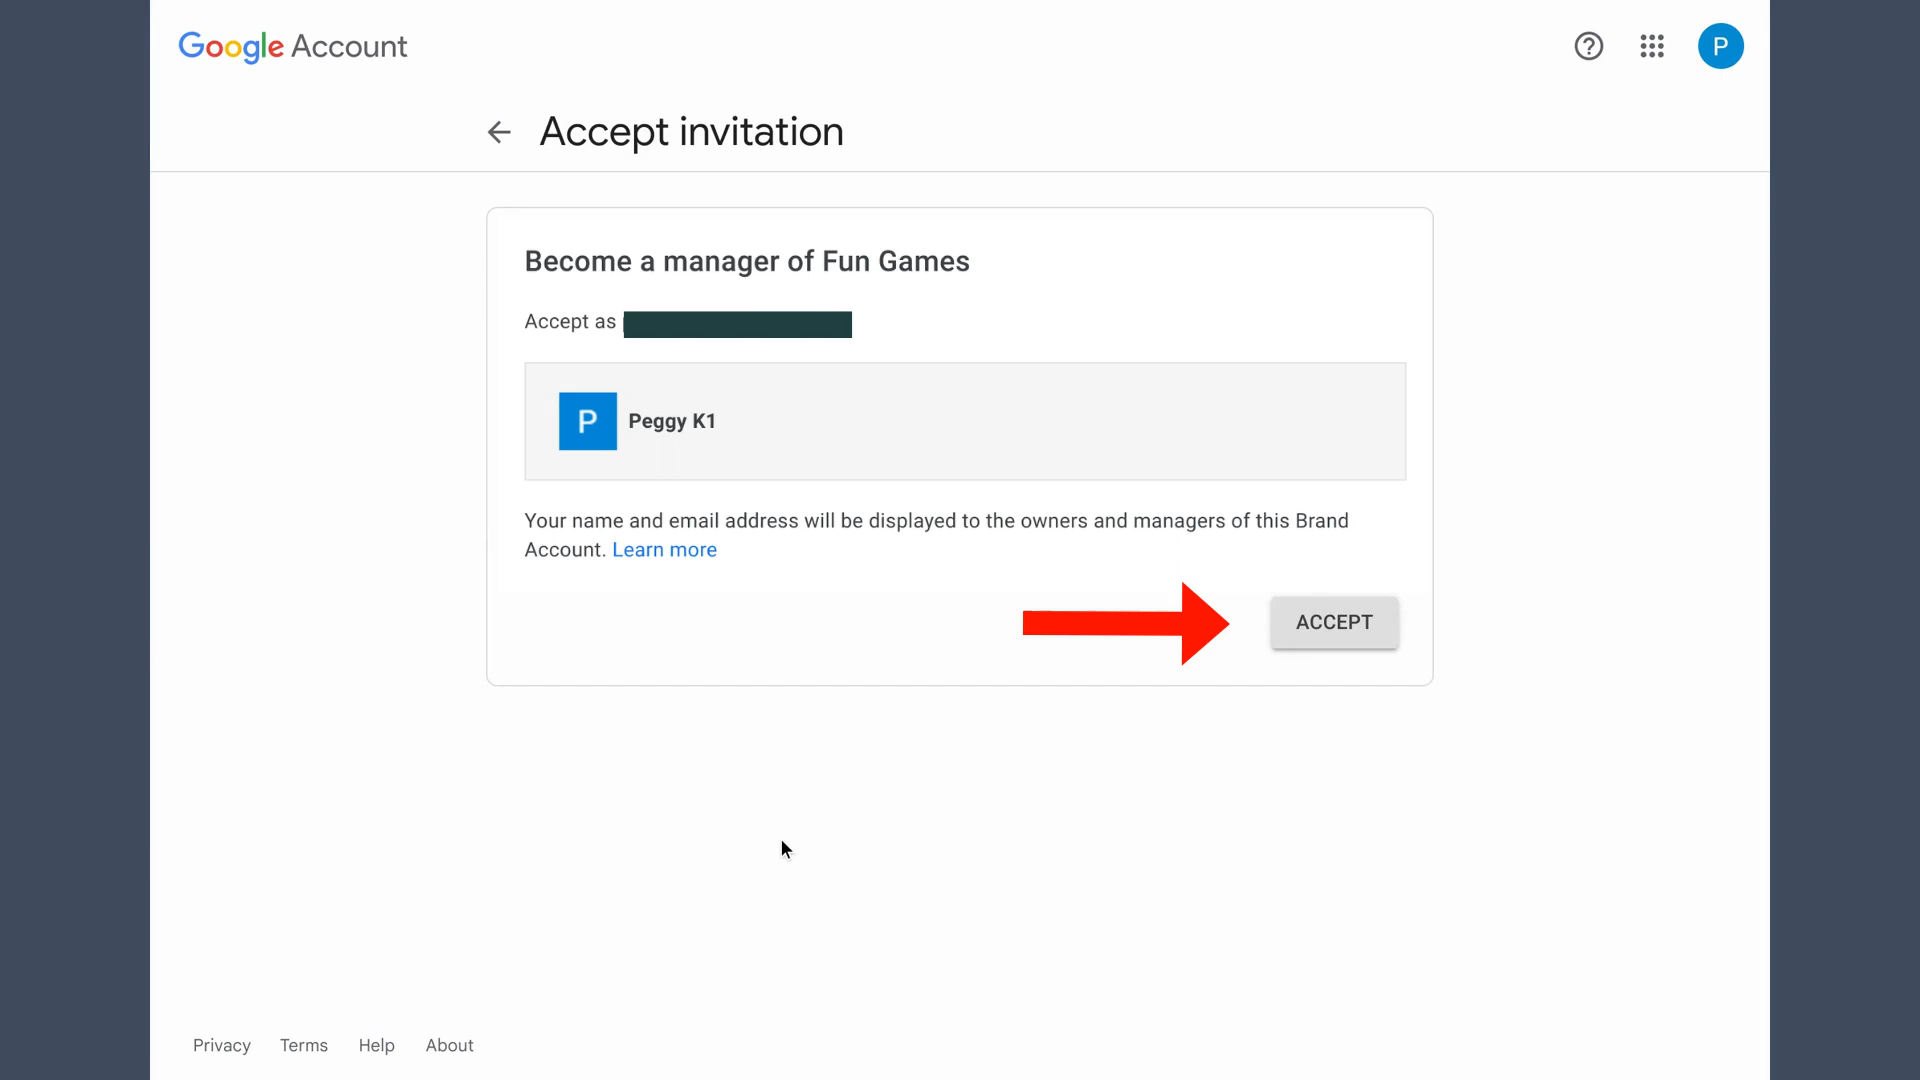 Google Account
P
Accept invitation
Become a manager of Fun Games
Accept as
P
Peggy K1
Your name and email address will be displayed to the owners and managers of this Brand
Account. Learn more
ACCEPT
Privacy
Terms
Help
About